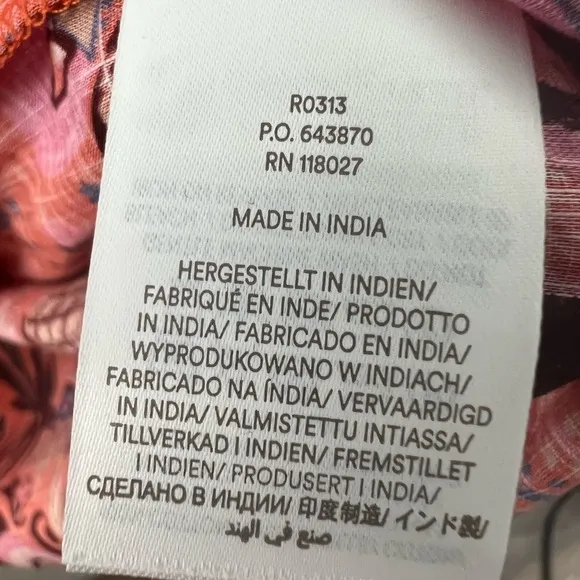 R0313
P.O. 643870
RN 118027
MADE IN INDIA
HERGESTELLT IN INDIEN/
FABRIQUÉ EN INDE/ PRODOTTO
IN INDIA/ FABRICADO EN INDIA/
WYPRODUKOWANO W INDIACH/
FABRICADO NA ÍNDIA/ VERVAARDIGD
IN INDIA/ VALMISTETTU INTIASSA/
TILLVERKAD I INDIEN/ FREMSTILLET
I INDIEN/ PRODUSERT I INDIA/
СДЕЛАНО В ИНДИИ/ 印度制造/ インド製/
صنع في الهند